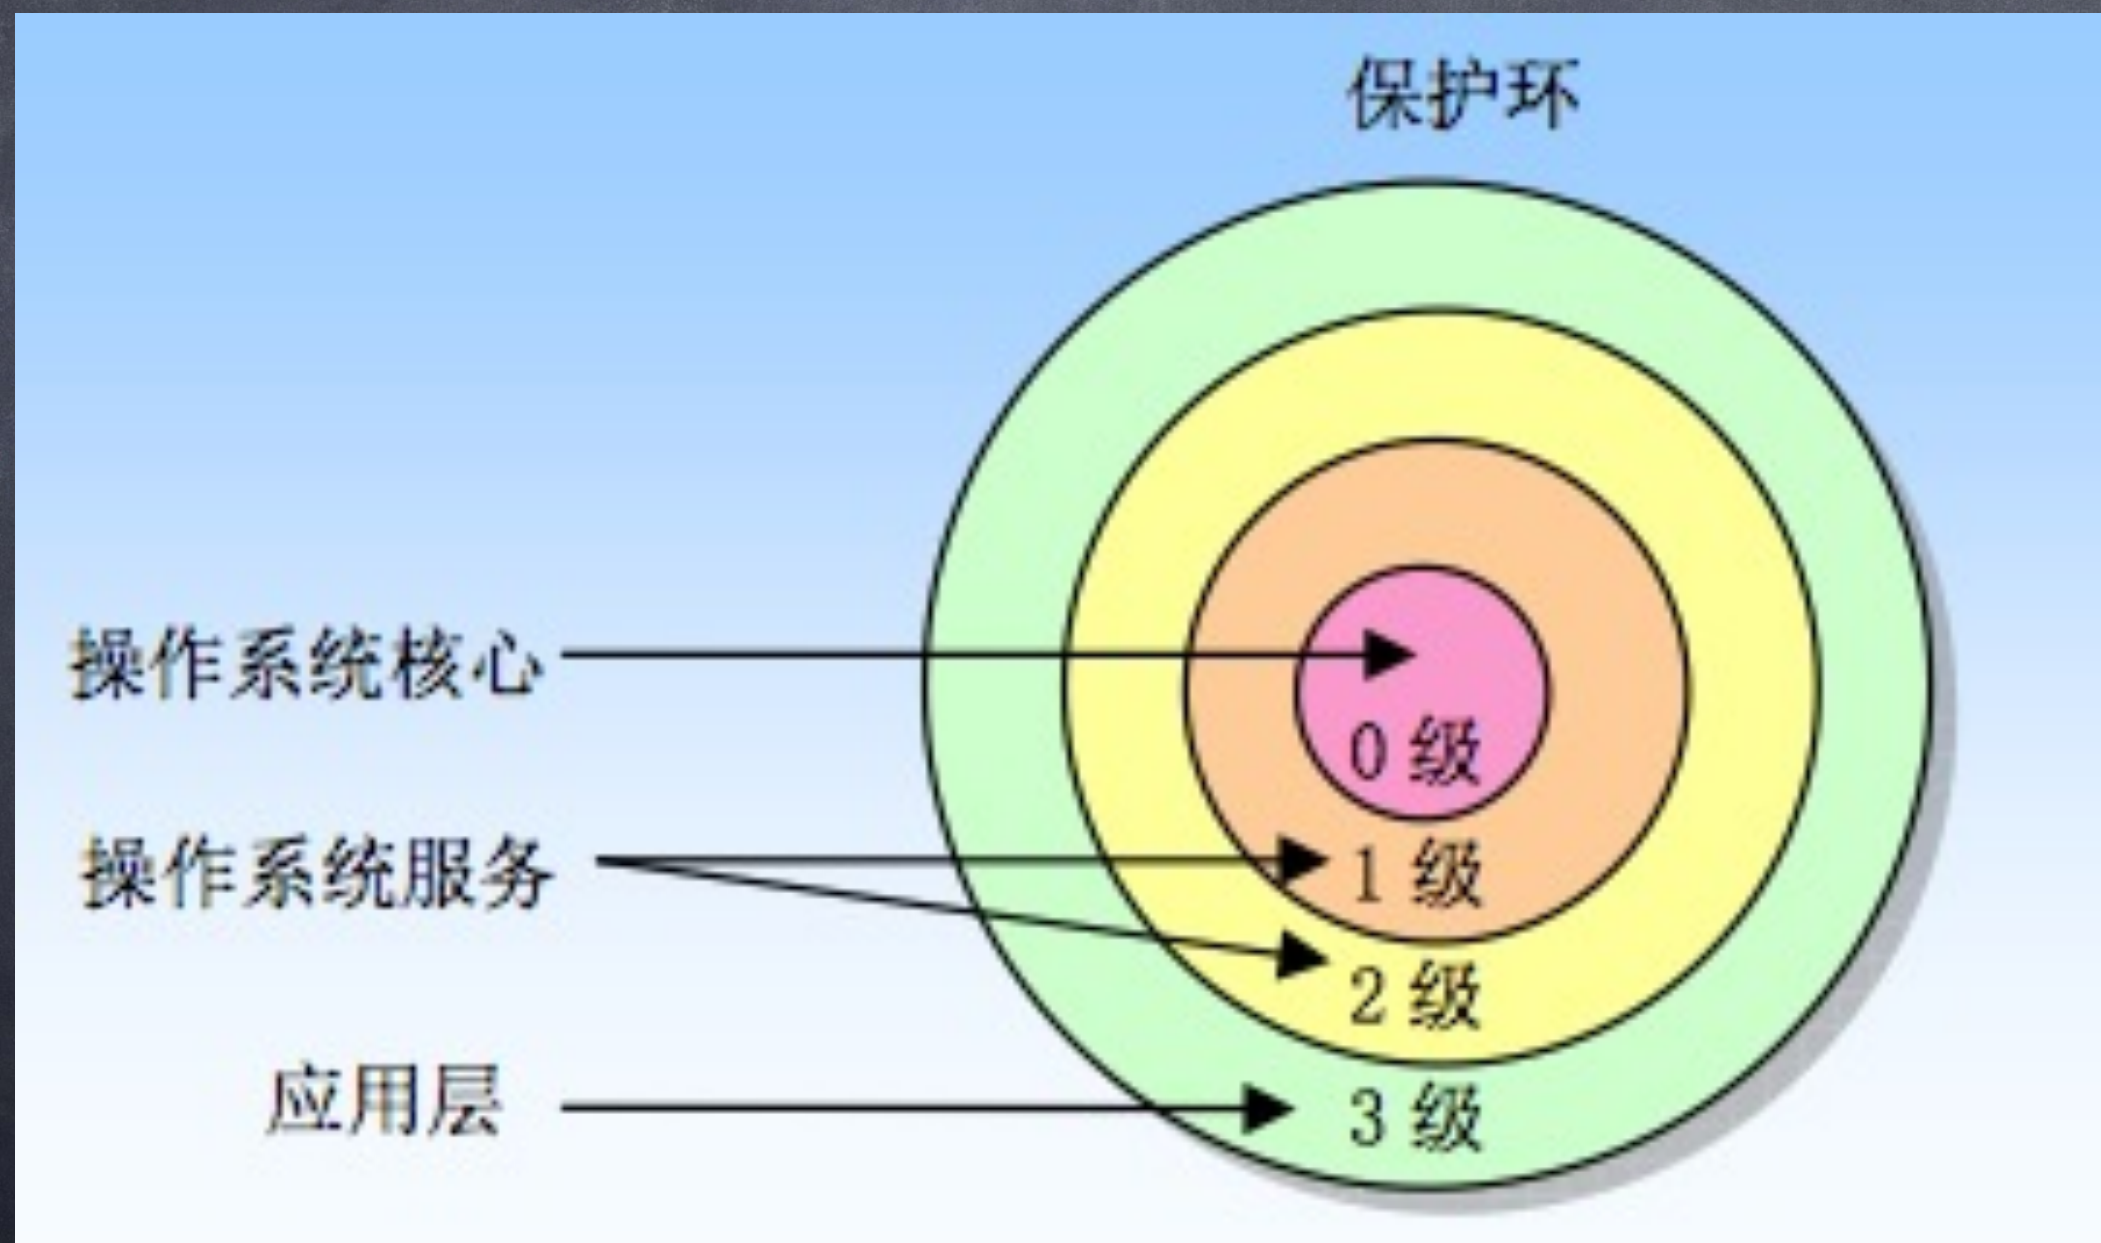 保护环
操作系统核心
0 级
操作系统服务
1 级
2 级
应用层
3 级